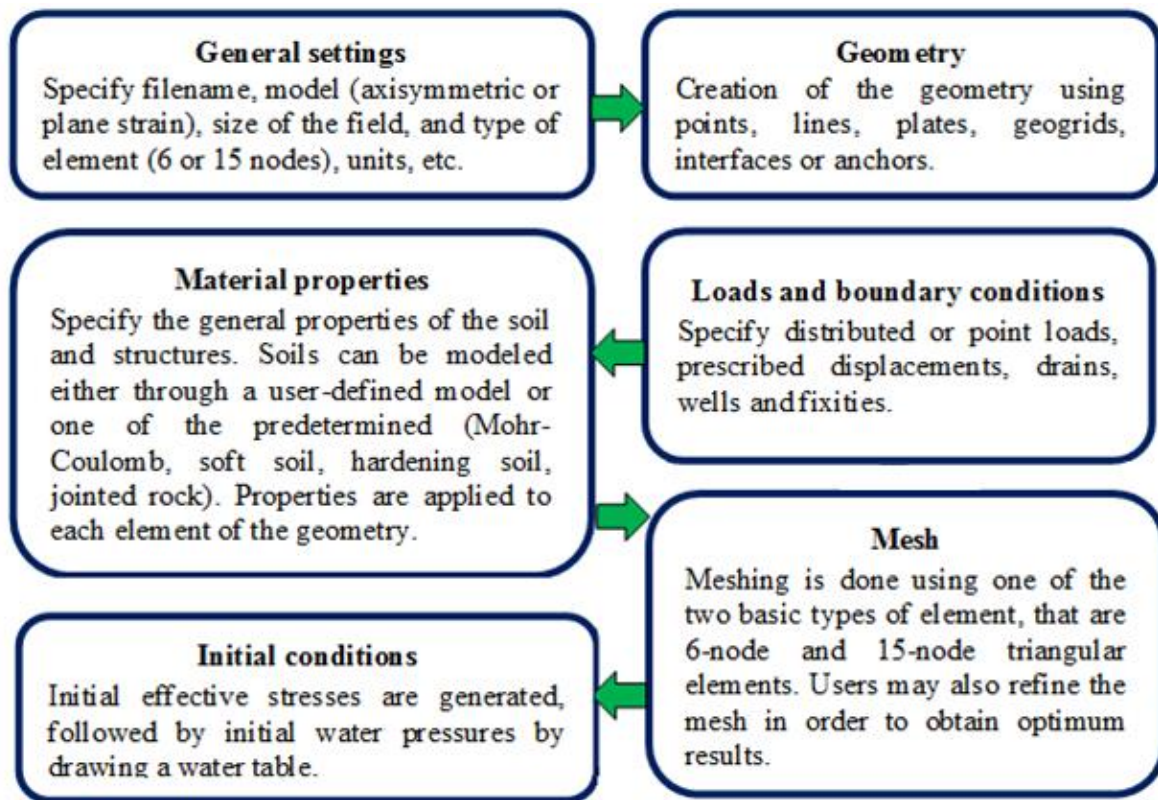 General settings
Specify filename, model (axisymmetric or
plane strain), size of the field, and type of
element (6 or 15 nodes), units, etc.
Geometry
Creation of the geometry using
points, lines, plates, geogrids,
interfaces or anchors.
Material properties
Specify the general properties of the soil
and structures. Soils can be modeled
either through a user-defined model or
one of the predetermined (Mohr-
Coulomb, soft soil, hardening soil,
jointed rock). Properties are applied to
each element of the geometry.
Loads and boundary conditions
Specify distributed or point loads,
prescribed displacements, drains,
wells andfixities.
Mesh
Meshing is done using one of the
two basic types of element, that are
6-node and 15-node triangular
elements. Users may also refine the
mesh in order to obtain optimum
results.
Initial conditions
Initial effective stresses are generated,
followed by initial water pressures by
drawing a water table.